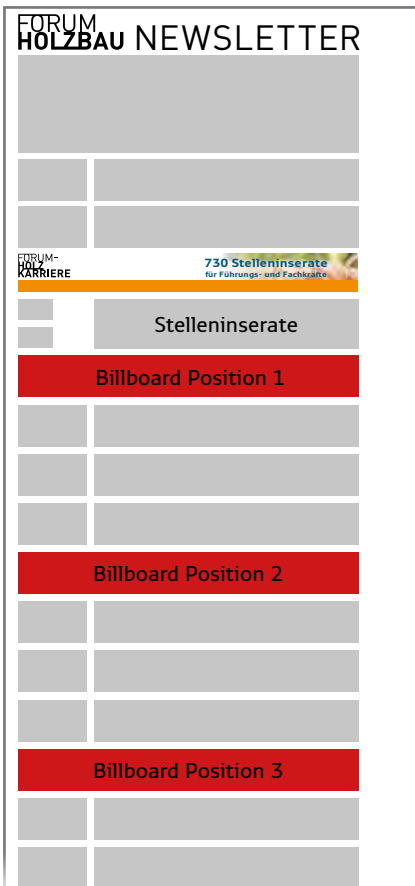 FORUM
HOLZBAU NEWSLETTER
FORUM-
HOLZ
KARRIERE
730 Stelleninserate
für Führungs- und Fachkräfte
Stelleninserate
Billboard Position 1
Billboard Position 2
Billboard Position 3